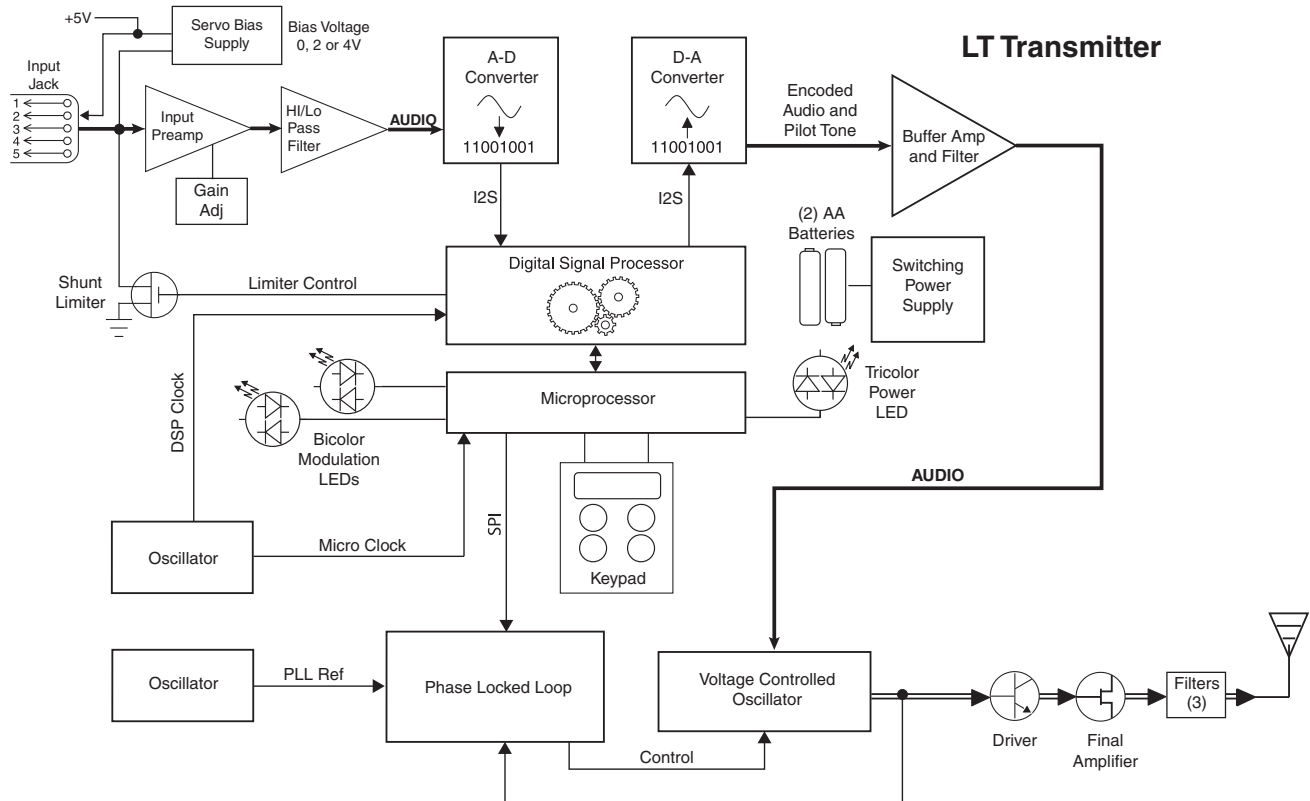 LT Transmitter
+5V
Servo Bias
Supply
Bias Voltage
0, 2 or 4V
Input
Jack
1
2
3
4
5
Input
Preamp
Gain
Adj
HI/Lo
Pass
Filter
AUDIO
A-D
Converter
11001001
I2S
D-A
Converter
11001001
I2S
Encoded
Audio and
Pilot Tone
Buffer Amp
and Filter
(2) AA
Batteries
Switching
Power
Supply
Digital Signal Processor
Shunt
Limiter
Limiter Control
DSP Clock
Microprocessor
Tricolor
Power
LED
Bicolor
Modulation
LEDs
AUDIO
SPI
Keypad
Oscillator
Micro Clock
Oscillator
PLL Ref
Phase Locked Loop
Voltage Controlled
Oscillator
Control
Driver
Final
Amplifier
Filters
(3)